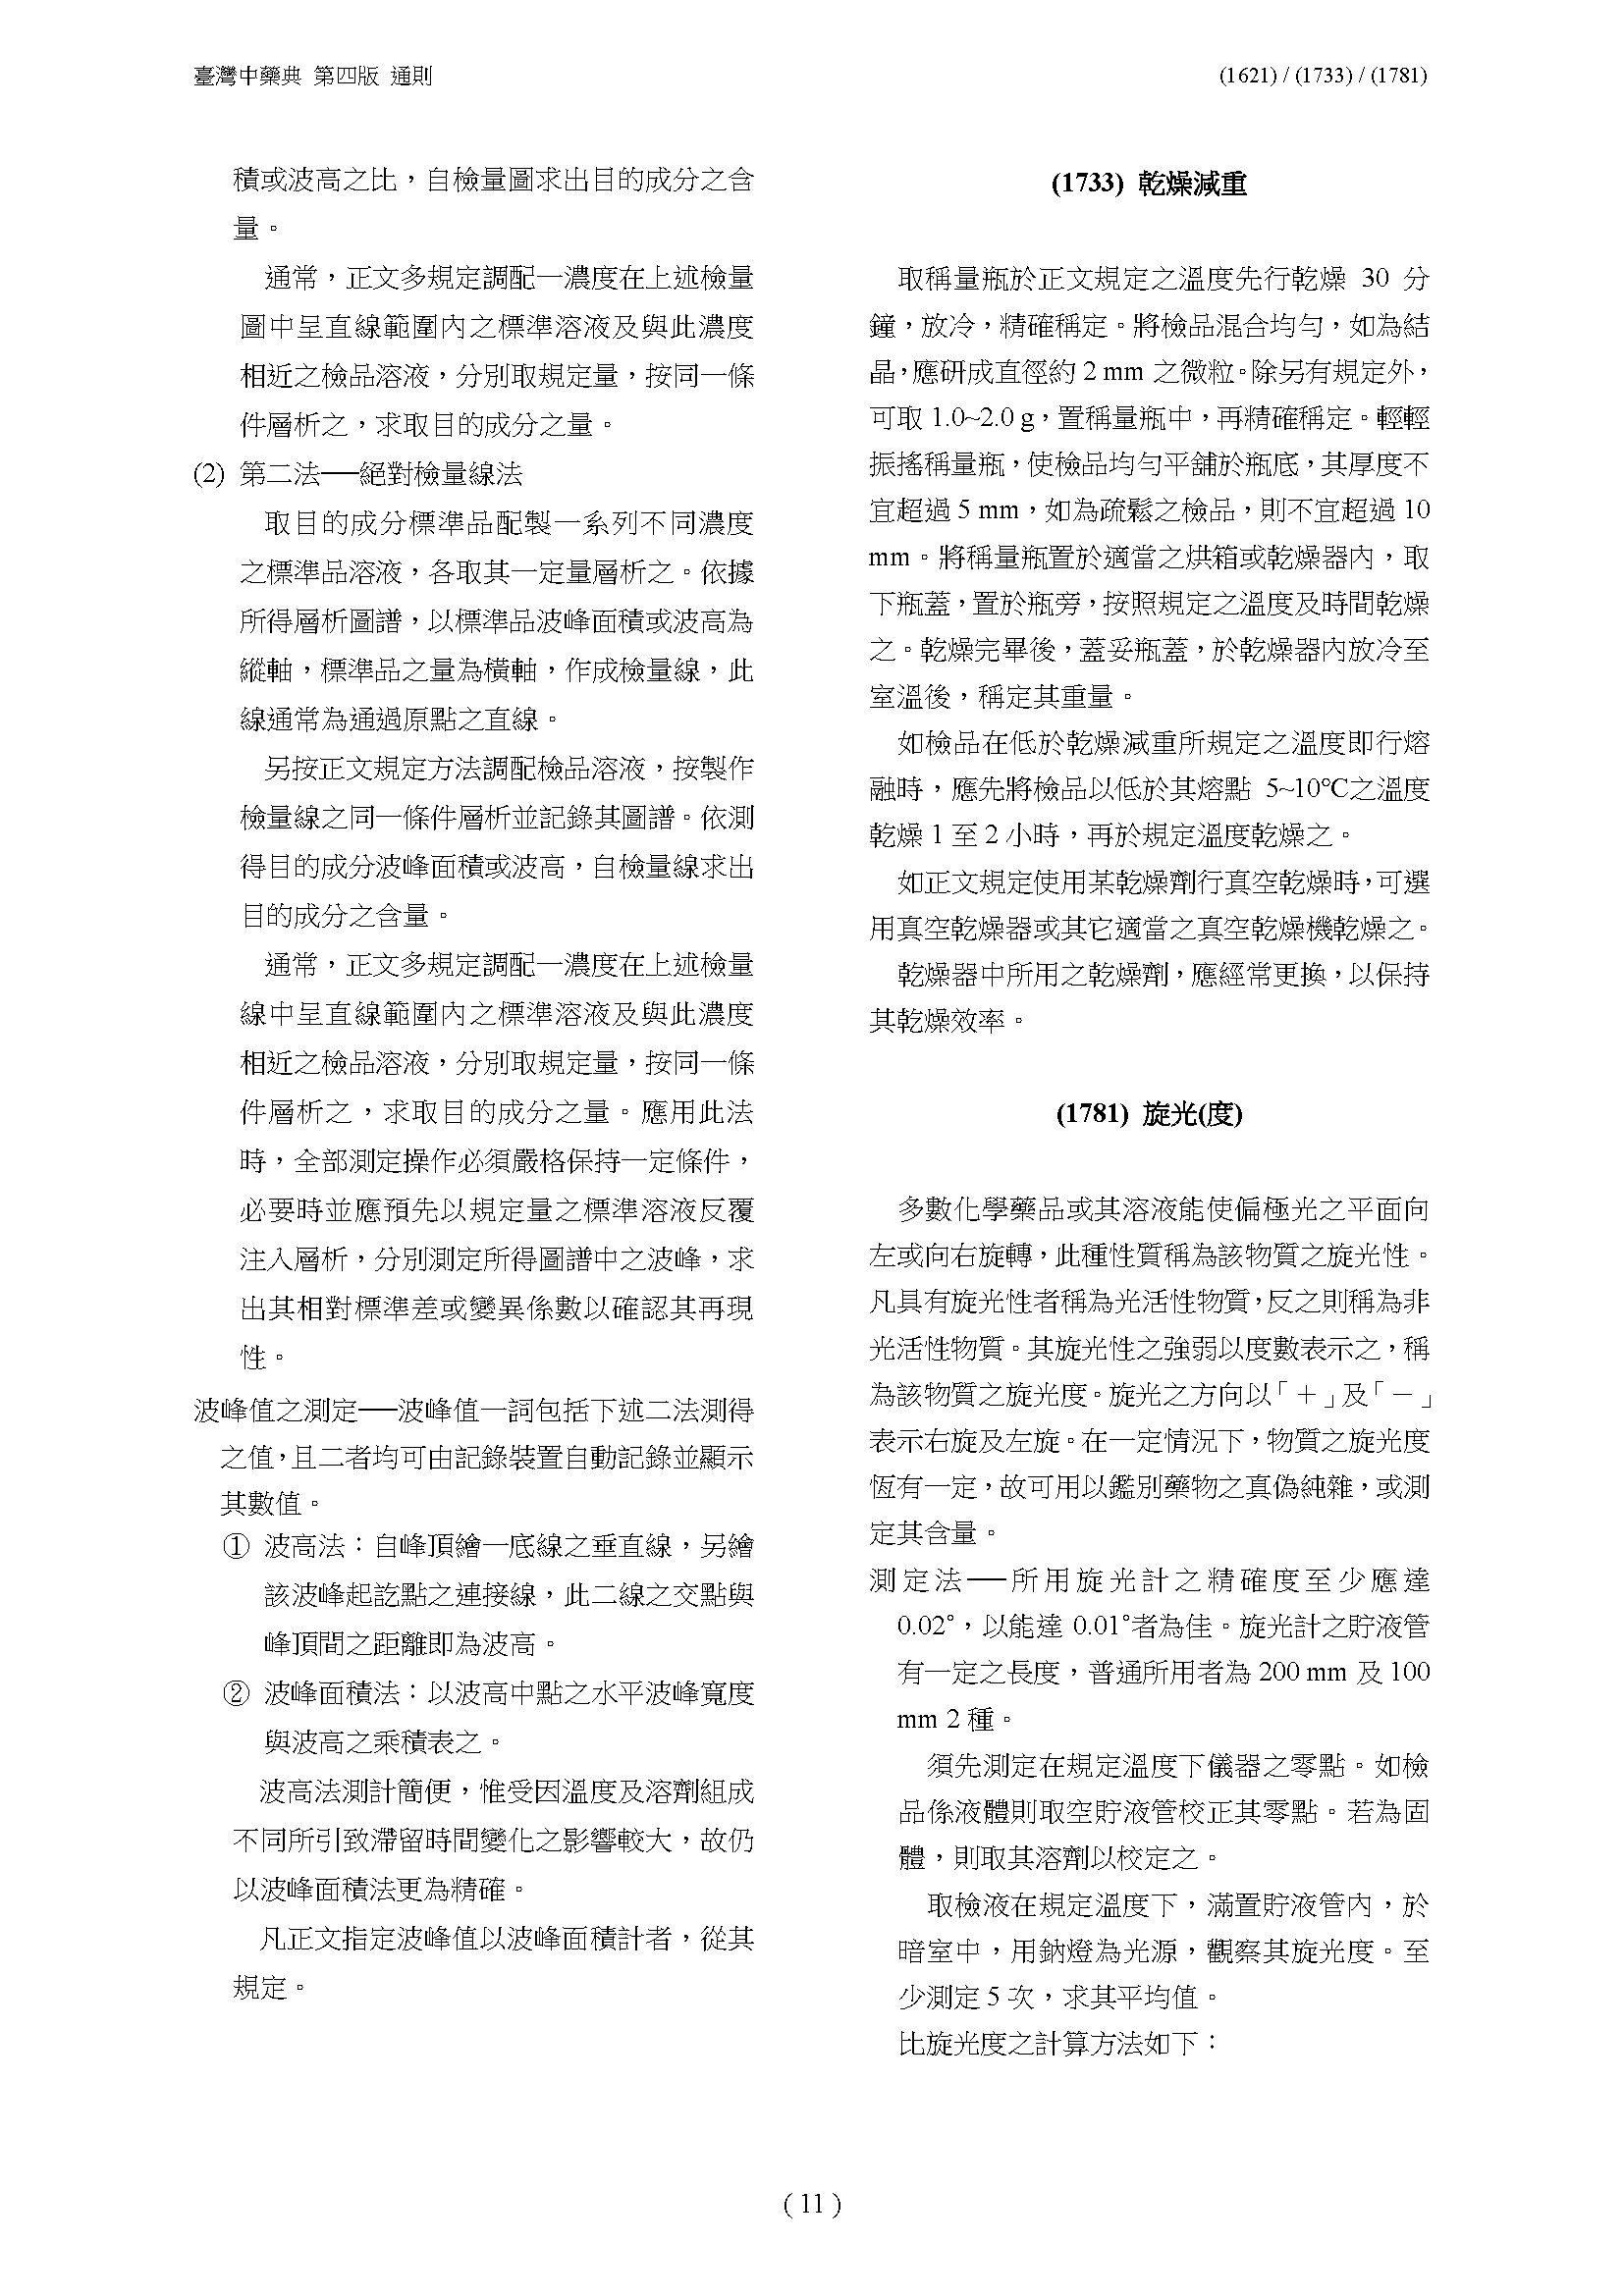 臺灣中藥典 第四版 通則
(1621) / (1733) / (1781)
積或波高之比，自檢量圖求出目的成分之含
量。
通常，正文多規定調配一濃度在上述檢量
圖中呈直線範圍內之標準溶液及與此濃度
相近之檢品溶液，分別取規定量，按同一條
件層析之，求取目的成分之量。
(2) 第二法──絕對檢量線法
取目的成分標準品配製一系列不同濃度
之標準品溶液，各取其一定量層析之。依據
所得層析圖譜，以標準品波峰面積或波高為
縱軸，標準品之量為橫軸，作成檢量線，此
線通常為通過原點之直線。
另按正文規定方法調配檢品溶液，按製作
檢量線之同一條件層析並記錄其圖譜。依測
得目的成分波峰面積或波高，自檢量線求出
目的成分之含量。
通常，正文多規定調配一濃度在上述檢量
線中呈直線範圍內之標準溶液及與此濃度
相近之檢品溶液，分別取規定量，按同一條
件層析之，求取目的成分之量。應用此法
時，全部測定操作必須嚴格保持一定條件，
必要時並應預先以規定量之標準溶液反覆
注入層析，分別測定所得圖譜中之波峰，求
出其相對標準差或變異係數以確認其再現
性。
波峰值之測定──波峰值一詞包括下述二法測得
之值，且二者均可由記錄裝置自動記錄並顯示
其數值。
① 波高法：自峰頂繪一底線之垂直線，另繪
該波峰起訖點之連接線，此二線之交點與
峰頂間之距離即為波高。
② 波峰面積法：以波高中點之水平波峰寬度
與波高之乘積表之。
波高法測計簡便，惟受因溫度及溶劑組成
不同所引致滯留時間變化之影響較大，故仍
以波峰面積法更為精確。
凡正文指定波峰值以波峰面積計者，從其
規定。
(1733) 乾燥減重
取稱量瓶於正文規定之溫度先行乾燥 30 分
鐘，放冷，精確稱定。將檢品混合均勻，如為結
晶，應研成直徑約 2 mm 之微粒。除另有規定外，
可取 1.0~2.0 g，置稱量瓶中，再精確稱定。輕輕
振搖稱量瓶，使檢品均勻平舖於瓶底，其厚度不
宜超過 5 mm，如為疏鬆之檢品，則不宜超過 10
mm。將稱量瓶置於適當之烘箱或乾燥器內，取
下瓶蓋，置於瓶旁，按照規定之溫度及時間乾燥
之。乾燥完畢後，蓋妥瓶蓋，於乾燥器內放冷至
室溫後，稱定其重量。
如檢品在低於乾燥減重所規定之溫度即行熔
融時，應先將檢品以低於其熔點 5~10℃之溫度
乾燥 1 至 2 小時，再於規定溫度乾燥之。
如正文規定使用某乾燥劑行真空乾燥時，可選
用真空乾燥器或其它適當之真空乾燥機乾燥之。
乾燥器中所用之乾燥劑，應經常更換，以保持
其乾燥效率。
(1781) 旋光(度)
多數化學藥品或其溶液能使偏極光之平面向
左或向右旋轉，此種性質稱為該物質之旋光性。
凡具有旋光性者稱為光活性物質，反之則稱為非
光活性物質。其旋光性之強弱以度數表示之，稱
為該物質之旋光度。旋光之方向以「＋」及「－」
表示右旋及左旋。在一定情況下，物質之旋光度
恆有一定，故可用以鑑別藥物之真偽純雜，或測
定其含量。
測定法──所用旋光計之精確度至少應達
0.02˚，以能達 0.01˚者為佳。旋光計之貯液管
有一定之長度，普通所用者為 200 mm 及 100
mm 2 種。
須先測定在規定溫度下儀器之零點。如檢
品係液體則取空貯液管校正其零點。若為固
體，則取其溶劑以校定之。
取檢液在規定溫度下，滿置貯液管內，於
暗室中，用鈉燈為光源，觀察其旋光度。至
少測定 5 次，求其平均值。
比旋光度之計算方法如下：
( 11 )